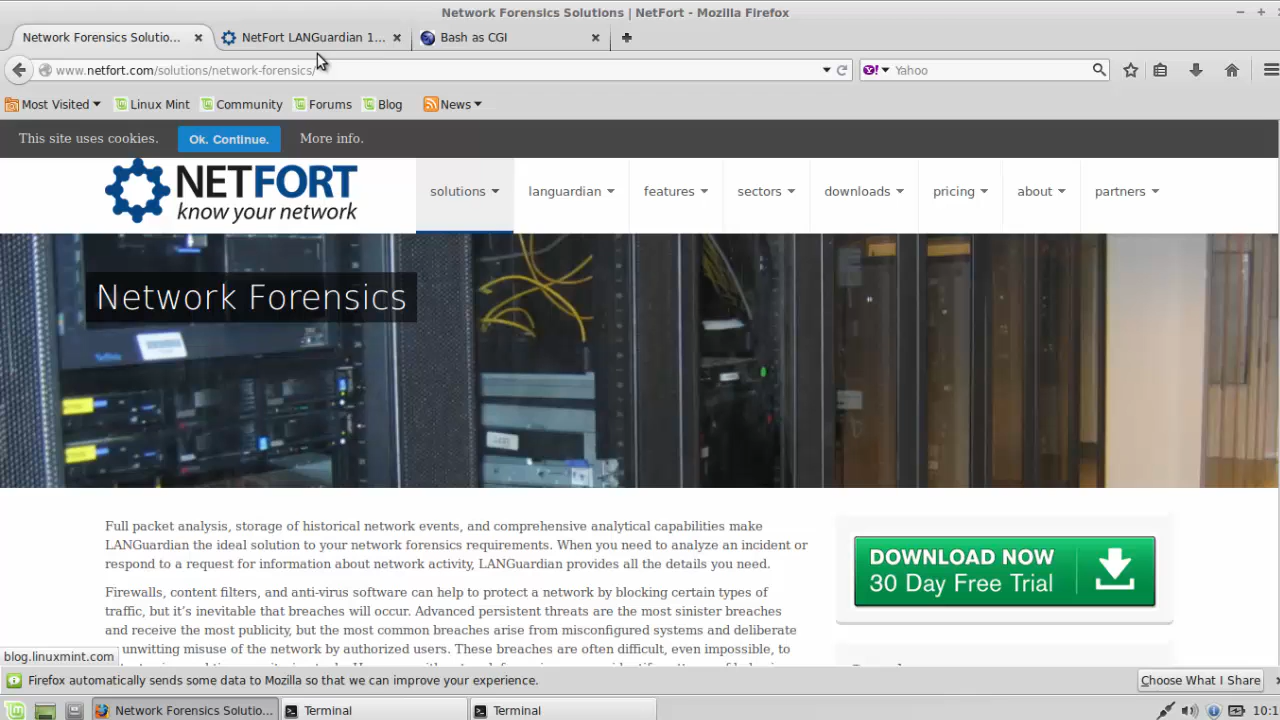 Network Forensics Solutions | NetFort - Mozilla Firefox
Network Forensics Solutio...
NetFort LANGuardian 1...
Bash as CGI
www.netfort.com/solutions/network-forensics/
Yahoo
Most Visited
Linux Mint
Community
Forums
Blog
News
This site uses cookies.
Ok. Continue.
More info.
NETFORT
know your network
solutions
languardian
features
sectors
downloads
pricing
about
partners
Network Forensics
Full packet analysis, storage of historical network events, and comprehensive analytical capabilities make
LANGuardian the ideal solution to your network forensics requirements. When you need to analyze an incident or
respond to a request for information about network activity, LANGuardian provides all the details you need.
DOWNLOAD NOW
30 Day Free Trial
Firewalls, content filters, and anti-virus software can help to protect a network by blocking certain types of
traffic, but it's inevitable that breaches will occur. Advanced persistent threats are the most sinister breaches
and receive the most publicity, but the most common breaches arise from misconfigured systems and deliberate
unwitting misuse of the network by authorized users. These breaches are often difficult, even impossible, to
blog.linuxmint.com
Firefox automatically sends some data to Mozilla so that we can improve your experience.
Choose What I Share
Network Forensics Solutio...
Terminal
Terminal
10:1